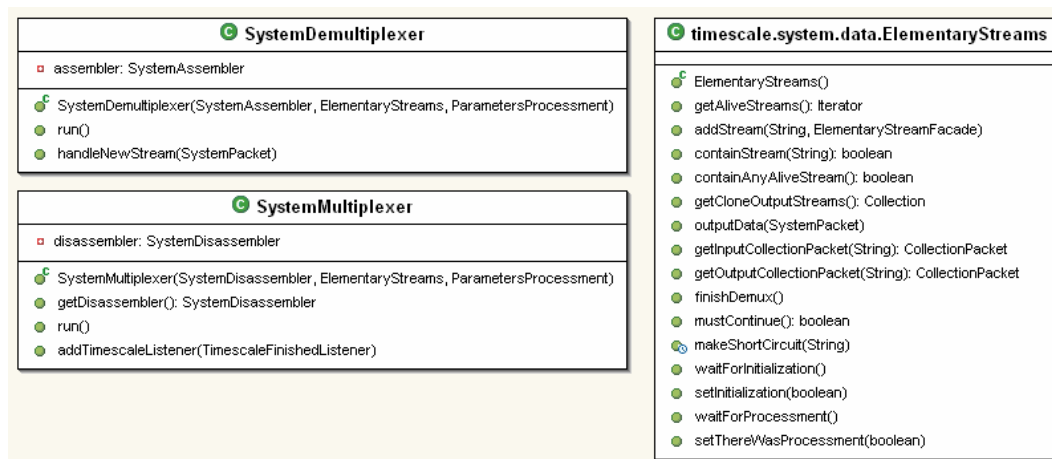 C SystemDemultiplexer
assembler: SystemAssembler
C SystemDemultiplexer(SystemAssembler, ElementaryStreams, ParametersProcessment)
run()
handleNewStream(SystemPacket)
C SystemMultiplexer
disassembler: SystemDisassembler
C SystemMultiplexer(SystemDisassembler, ElementaryStreams, ParametersProcessment)
getDisassembler(): SystemDisassembler
run()
addTimescaleListener(TimescaleFinishedListener)
C timescale.system.data.ElementaryStreams
C ElementaryStreams()
getAliveStreams(): Iterator
addStream(String, ElementaryStreamFacade)
containStream(String): boolean
containAnyAliveStream(): boolean
getCloneOutputStreams(): Collection
outputData(SystemPacket)
getInputCollectionPacket(String): CollectionPacket
getOutputCollectionPacket(String): CollectionPacket
finishDemux()
mustContinue(): boolean
makeShortCircuit(String)
waitForInitialization()
setInitialization(boolean)
waitForProcessment()
setThereWasProcessment(boolean)